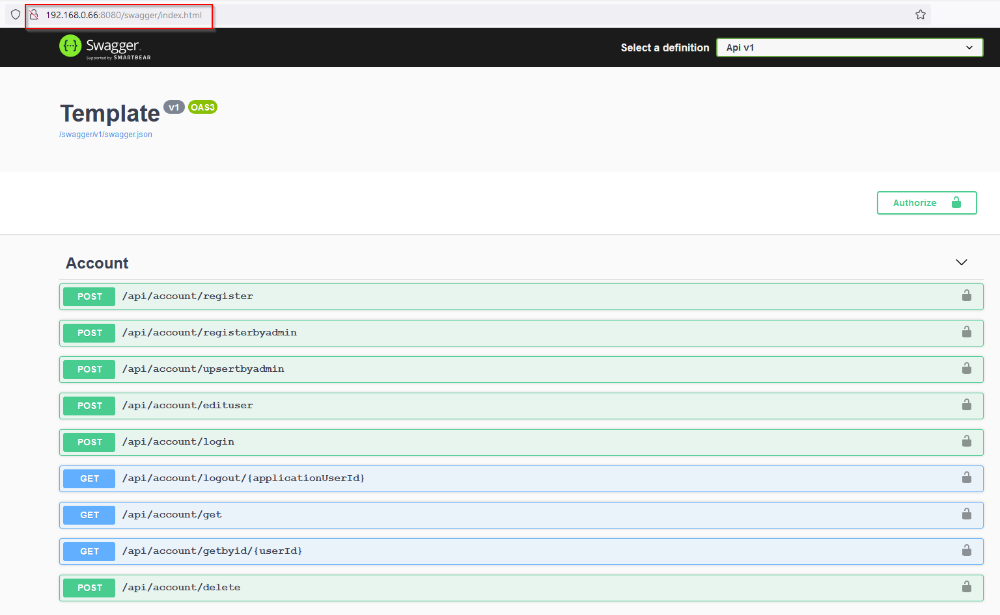 192.168.0.66:8080/swagger/index.html
Swagger
Supported by SMARTBEAR
Select a definition
Api v1
Template v1 OAS3
/swagger/v1/swagger.json
Authorize
Account
POST /api/account/register
POST /api/account/registerbyadmin
POST /api/account/upsertbyadmin
POST /api/account/edituser
POST /api/account/login
GET /api/account/logout/{applicationUserId}
GET /api/account/get
GET /api/account/getbyid/{userId}
POST /api/account/delete